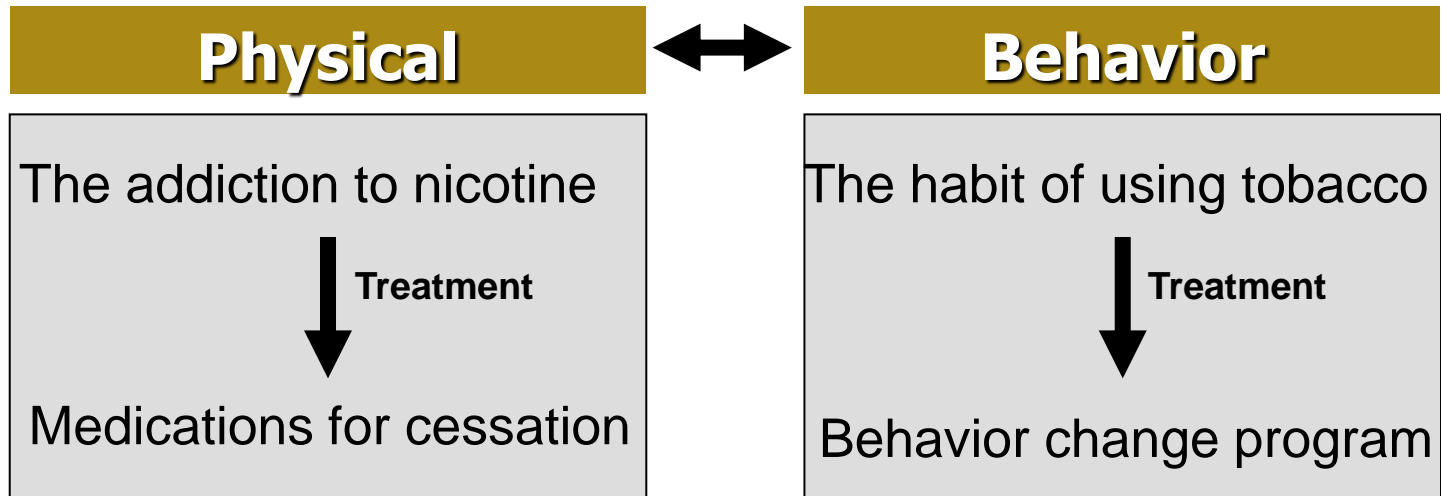 Physical
The addiction to nicotine
Treatment
Medications for cessation
Behavior
The habit of using tobacco
Treatment
Behavior change program